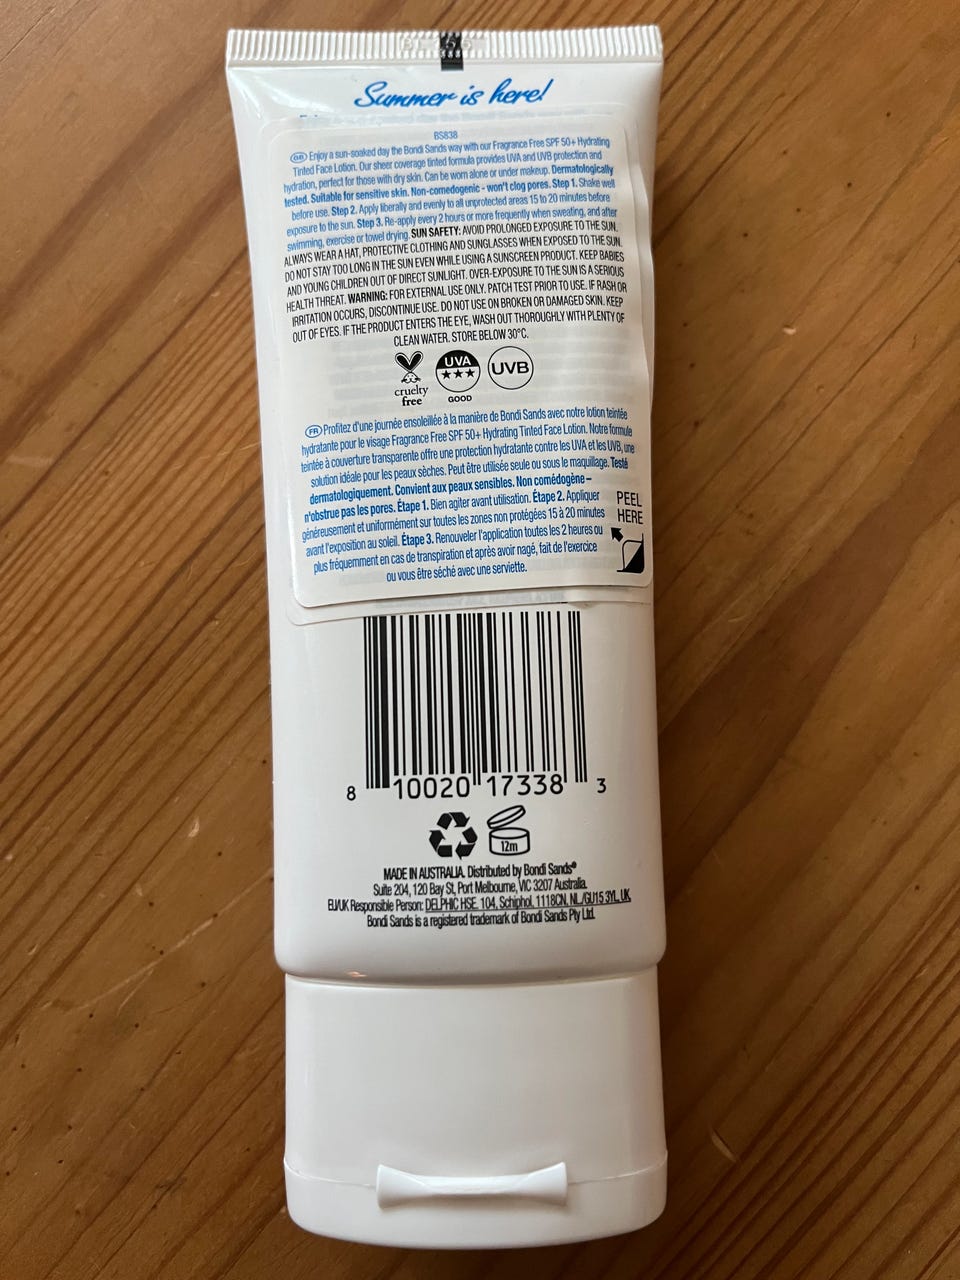 Summer is here!
BS838
GB Enjoy a sun-soaked day the Bondi Sands way with our Fragrance Free SPF 50+ Hydrating
Tinted Face Lotion. Our sheer coverage tinted formula provides UVA and UVB protection and
hydration, perfect for those with dry skin. Can be worn alone or under makeup. Dermatologically
tested. Suitable for sensitive skin. Non-comedogenic - won't clog pores. Step 1. Shake well
before use. Step 2. Apply liberally and evenly to all unprotected areas 15 to 20 minutes before
exposure to the sun. Step 3. Re-apply every 2 hours or more frequently when sweating, and after
swimming, exercise or towel drying. SUN SAFETY: AVOID PROLONGED EXPOSURE TO THE SUN.
ALWAYS WEAR A HAT, PROTECTIVE CLOTHING AND SUNGLASSES WHEN EXPOSED TO THE SUN.
DO NOT STAY TOO LONG IN THE SUN EVEN WHILE USING A SUNSCREEN PRODUCT. KEEP BABIES
AND YOUNG CHILDREN OUT OF DIRECT SUNLIGHT. OVER-EXPOSURE TO THE SUN IS A SERIOUS
HEALTH THREAT. WARNING: FOR EXTERNAL USE ONLY. PATCH TEST PRIOR TO USE. IF RASH OR
IRRITATION OCCURS, DISCONTINUE USE. DO NOT USE ON BROKEN OR DAMAGED SKIN. KEEP
OUT OF EYES. IF THE PRODUCT ENTERS THE EYE, WASH OUT THOROUGHLY WITH PLENTY OF
CLEAN WATER. STORE BELOW 30°C.
UVA
UVB
cruelty
free
GOOD
FR Profitez d'une journée ensoleillée à la manière de Bondi Sands avec notre lotion teintée
hydratante pour le visage Fragrance Free SPF 50+ Hydrating Tinted Face Lotion. Notre formule
teintée à couverture transparente offre une protection hydratante contre les UVA et les UVB, une
solution idéale pour les peaux sèches. Peut être utilisée seule ou sous le maquillage. Testé
dermatologiquement. Convient aux peaux sensibles. Non comédogène –
n'obstrue pas les pores. Étape 1. Bien agiter avant utilisation. Étape 2. Appliquer
généreusement et uniformément sur toutes les zones non protégées 15 à 20 minutes
avant l'exposition au soleil. Étape 3. Renouveler l'application toutes les 2 heures ou
plus fréquemment en cas de transpiration et après avoir nagé, fait de l'exercice
ou vous être séché avec une serviette.
PEEL
HERE
8 10020 17338 3
12m
MADE IN AUSTRALIA. Distributed by Bondi Sands®
Suite 204, 120 Bay St, Port Melbourne, VIC 3207 Australia.
EU/UK Responsible Person: DELPHIC HSE. 104, Schiphol, 1118CN, NL./GU15 3YL, UK.
Bondi Sands is a registered trademark of Bondi Sands Pty Ltd.